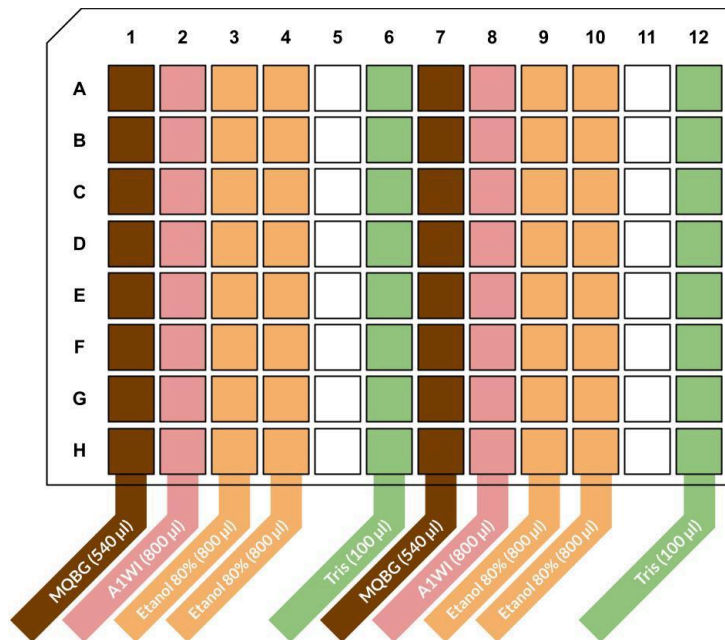 1 2 3 4 5 6 7 8 9 10 11 12
A
B
C
D
E
F
G
H
MQBG (540 µl)
A1WI (800 µl)
Etanol 80% (800 µl)
Etanol 80% (800 µl)
Tris (100 µl)
MQBG (540 µl)
A1WI (800 µl)
Etanol 80% (800 µl)
Etanol 80% (800 µl)
Tris (100 µl)